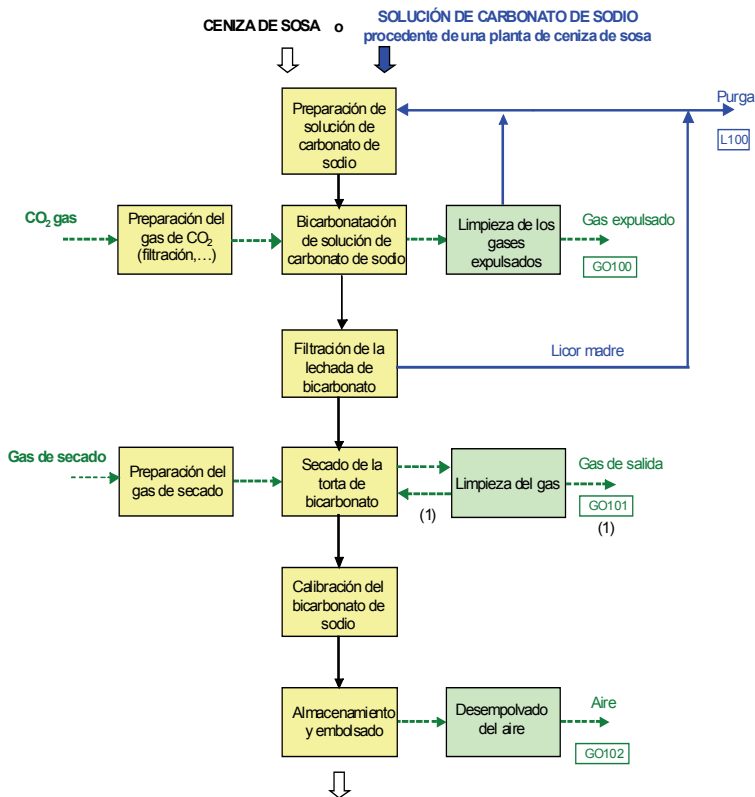 CENIZA DE SOSA o
SOLUCIÓN DE CARBONATO DE SODIO
procedente de una planta de ceniza de sosa
Preparación de
solución de
carbonato de
sodio
Purga
L100
CO₂ gas
Preparación del
gas de CO₂
(filtración,...)
Bicarbonatación
de solución de
carbonato de sodio
Limpieza de los
gases
expulsados
Gas expulsado
GO100
Filtración de la
lechada de
bicarbonato
Licor madre
Gas de secado
Preparación del
gas de secado
Secado de la
torta de
bicarbonato
(1)
Limpieza del gas
Gas de salida
GO101
(1)
Calibración del
bicarbonato de
sodio
Almacenamiento
y embolsado
Desempolvado
del aire
Aire
GO102